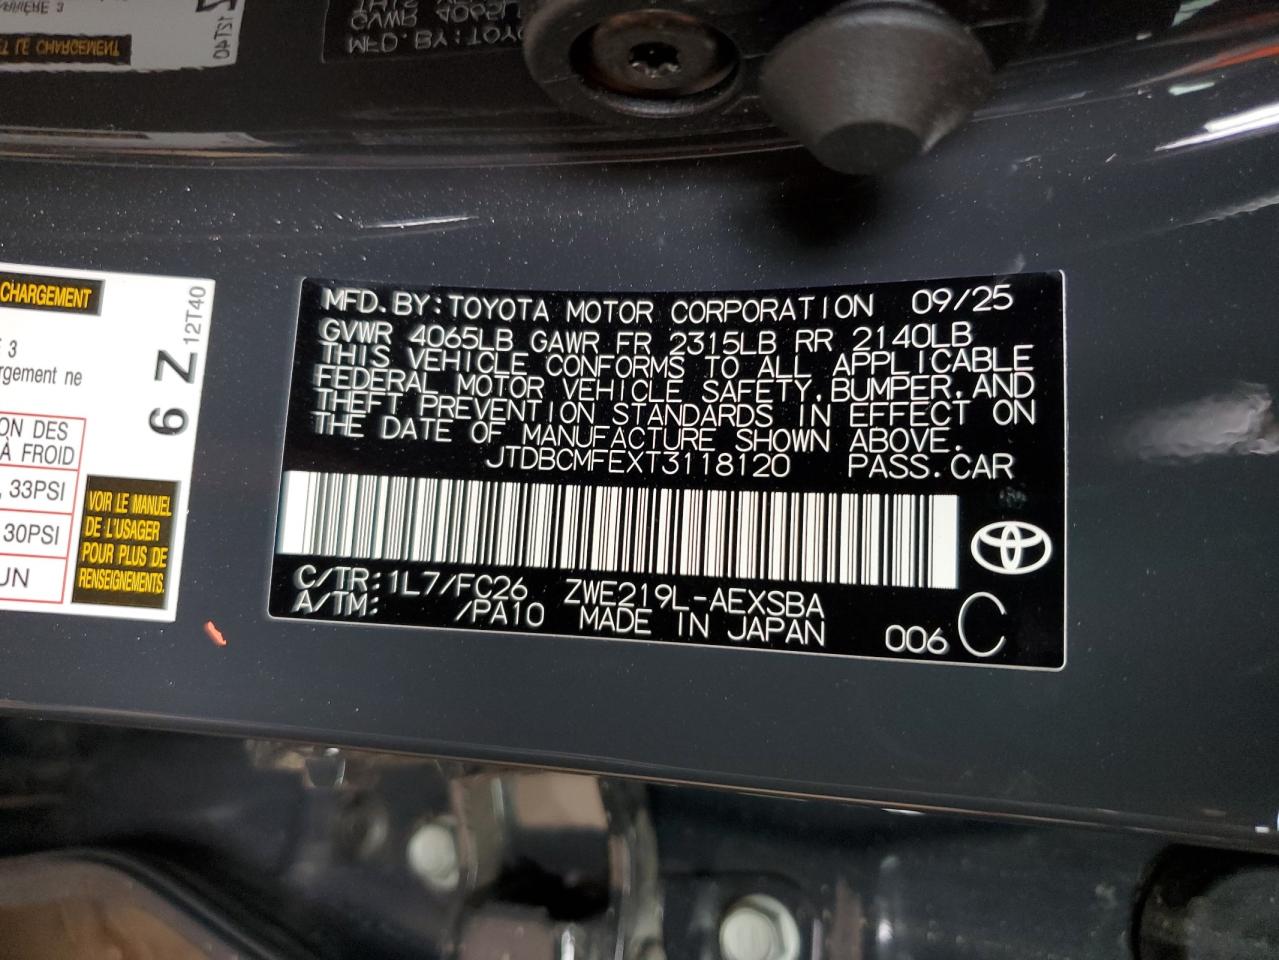 CHARGEMENT
6 Z
12T40
E 3
rgement ne
ON DES
À FROID
, 33PSI
30PSI
UN
VOIR LE MANUEL
DE L'USAGER
POUR PLUS DE
RENSEIGNEMENTS.
MFD.BY:TOYOTA MOTOR CORPORATION 09/25
GVWR 4065LB GAWR FR 2315LB RR 2140LB
THIS VEHICLE CONFORMS TO ALL APPLICABLE
FEDERAL MOTOR VEHICLE SAFETY,BUMPER,AND
THEFT PREVENTION STANDARDS IN EFFECT ON
THE DATE OF MANUFACTURE SHOWN ABOVE.
JTDBCMFEXT3118120 PASS.CAR
C/TR:1L7/FC26 ZWE219L-AEXSBA
A/TM: /PA10 MADE IN JAPAN 006 C